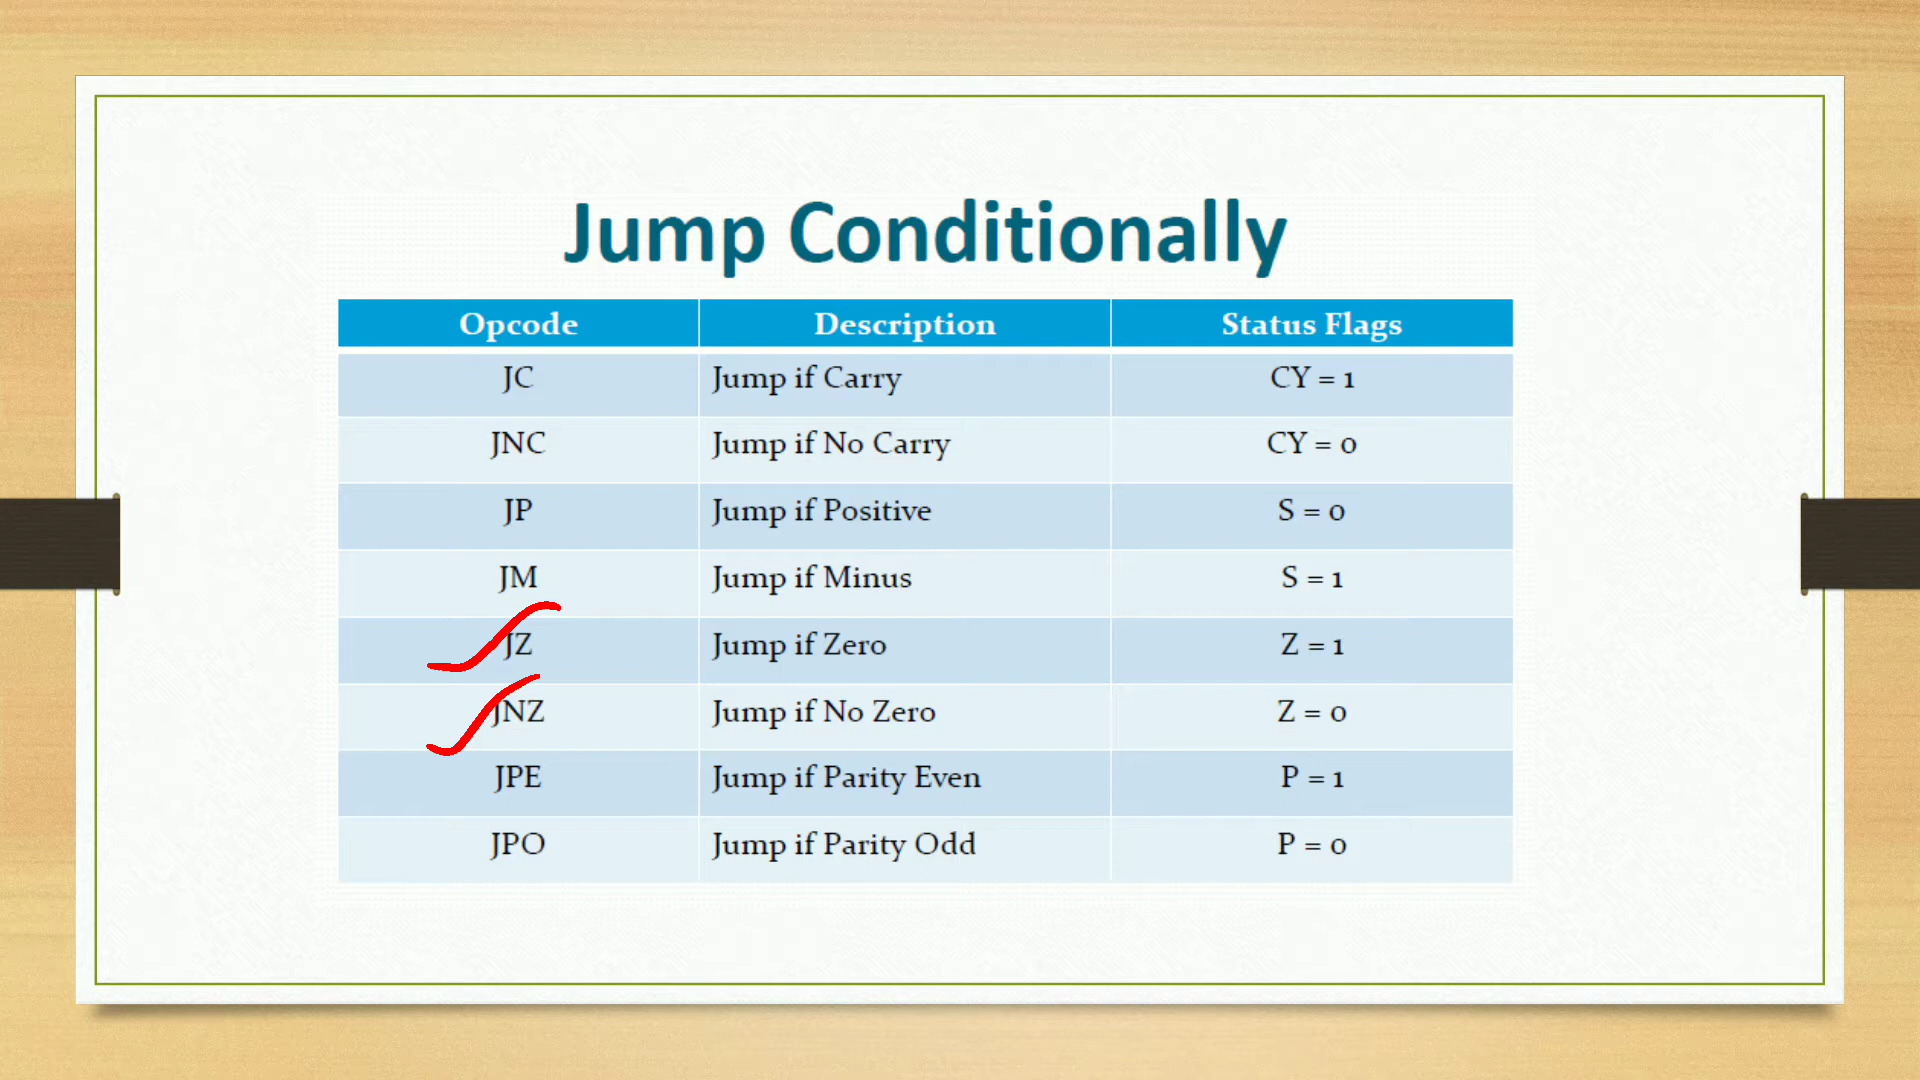 Jump Conditionally
Opcode Description Status Flags
JC Jump if Carry CY = 1
JNC Jump if No Carry CY = 0
JP Jump if Positive S = 0
JM Jump if Minus S = 1
JZ Jump if Zero Z = 1
JNZ Jump if No Zero Z = 0
JPE Jump if Parity Even P = 1
JPO Jump if Parity Odd P = 0